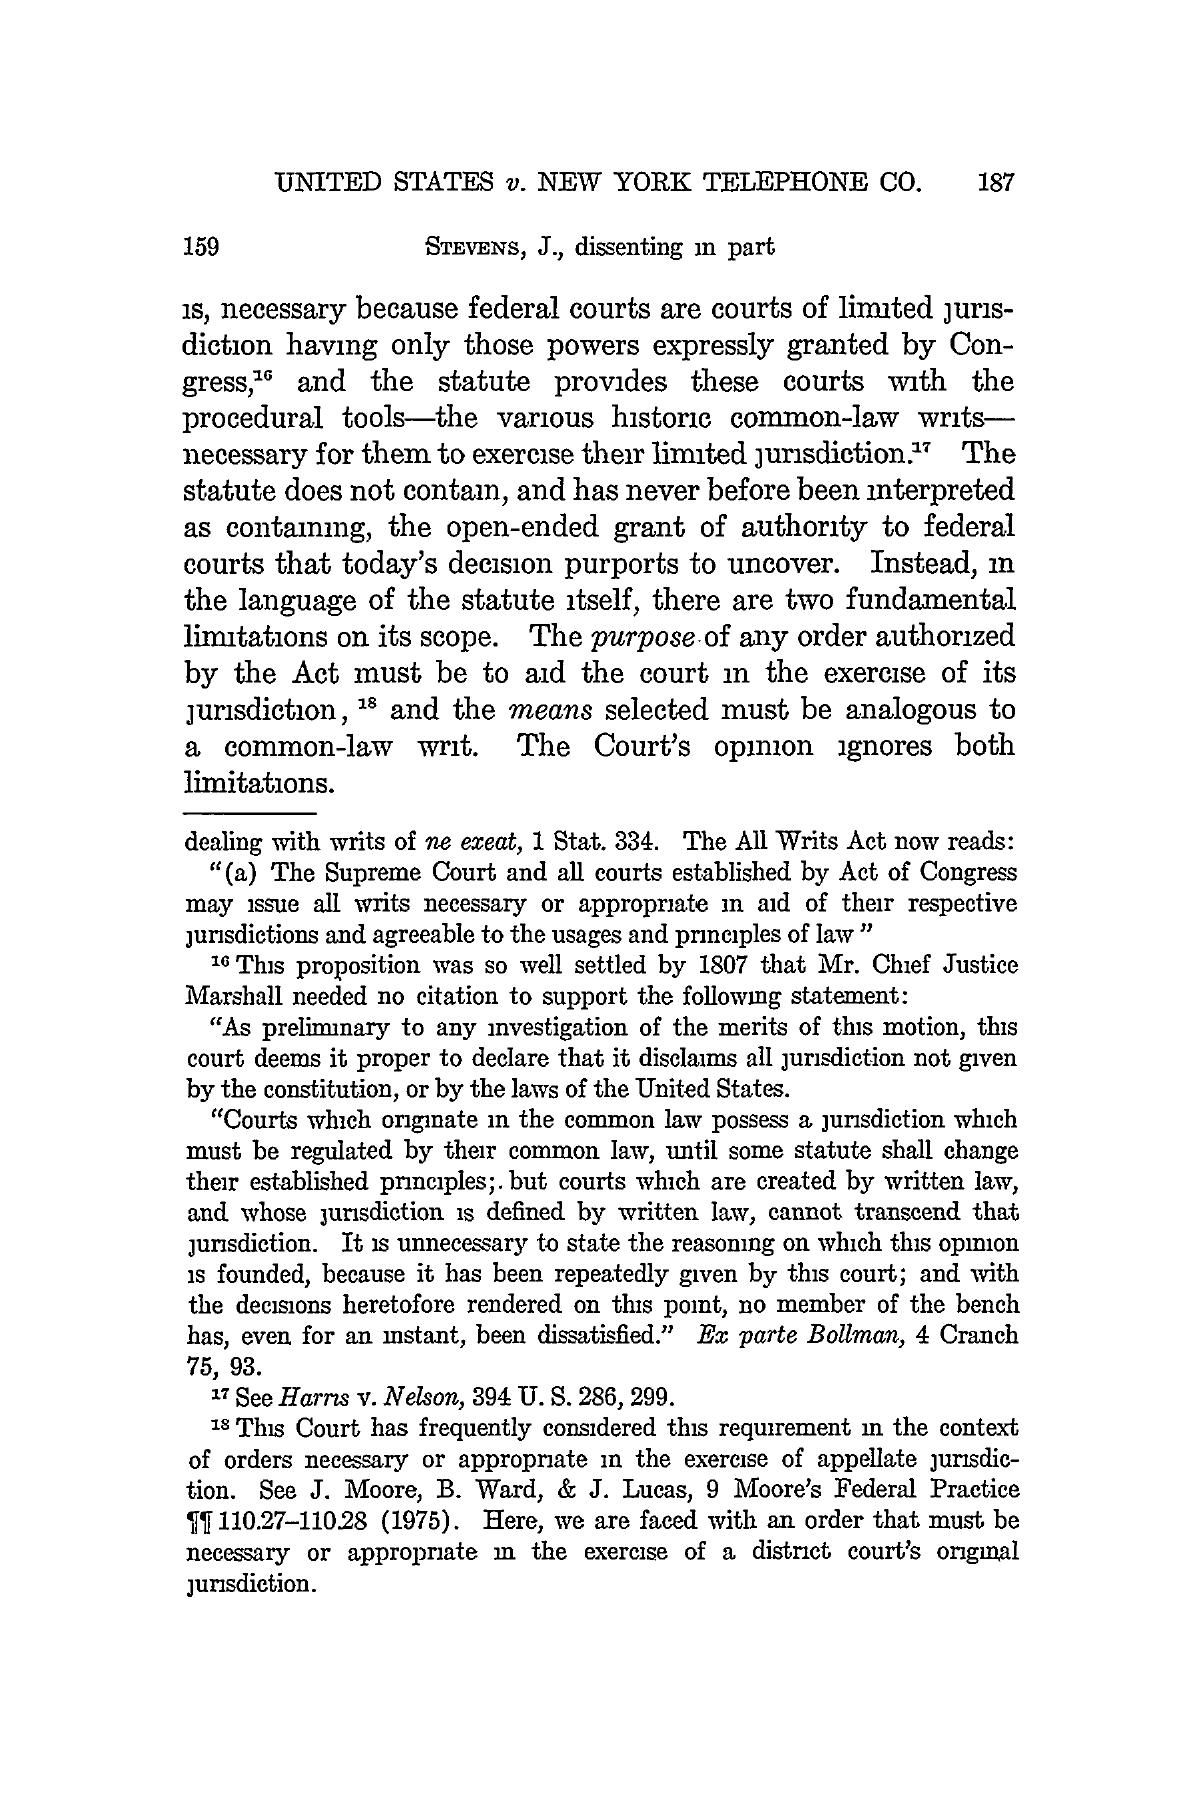 UNITED STATES v. NEW YORK TELEPHONE CO. 187
159 STEVENS, J., dissenting in part
is, necessary because federal courts are courts of limited juris-
diction having only those powers expressly granted by Con-
gress,¹⁶ and the statute provides these courts with the
procedural tools—the various historic common-law writs—
necessary for them to exercise their limited jurisdiction.¹⁷ The
statute does not contain, and has never before been interpreted
as containing, the open-ended grant of authority to federal
courts that today's decision purports to uncover. Instead, in
the language of the statute itself, there are two fundamental
limitations on its scope. The purpose of any order authorized
by the Act must be to aid the court in the exercise of its
jurisdiction, ¹⁸ and the means selected must be analogous to
a common-law writ. The Court's opinion ignores both
limitations.
dealing with writs of ne exeat, 1 Stat. 334. The All Writs Act now reads:
"(a) The Supreme Court and all courts established by Act of Congress
may issue all writs necessary or appropriate in aid of their respective
jurisdictions and agreeable to the usages and principles of law "
¹⁶ This proposition was so well settled by 1807 that Mr. Chief Justice
Marshall needed no citation to support the following statement:
"As preliminary to any investigation of the merits of this motion, this
court deems it proper to declare that it disclaims all jurisdiction not given
by the constitution, or by the laws of the United States.
"Courts which originate in the common law possess a jurisdiction which
must be regulated by their common law, until some statute shall change
their established principles; but courts which are created by written law,
and whose jurisdiction is defined by written law, cannot transcend that
jurisdiction. It is unnecessary to state the reasoning on which this opinion
is founded, because it has been repeatedly given by this court; and with
the decisions heretofore rendered on this point, no member of the bench
has, even for an instant, been dissatisfied." Ex parte Bollman, 4 Cranch
75, 93.
¹⁷ See Harris v. Nelson, 394 U. S. 286, 299.
¹⁸ This Court has frequently considered this requirement in the context
of orders necessary or appropriate in the exercise of appellate jurisdic-
tion. See J. Moore, B. Ward, & J. Lucas, 9 Moore's Federal Practice
¶¶ 110.27–110.28 (1975). Here, we are faced with an order that must be
necessary or appropriate in the exercise of a district court's original
jurisdiction.